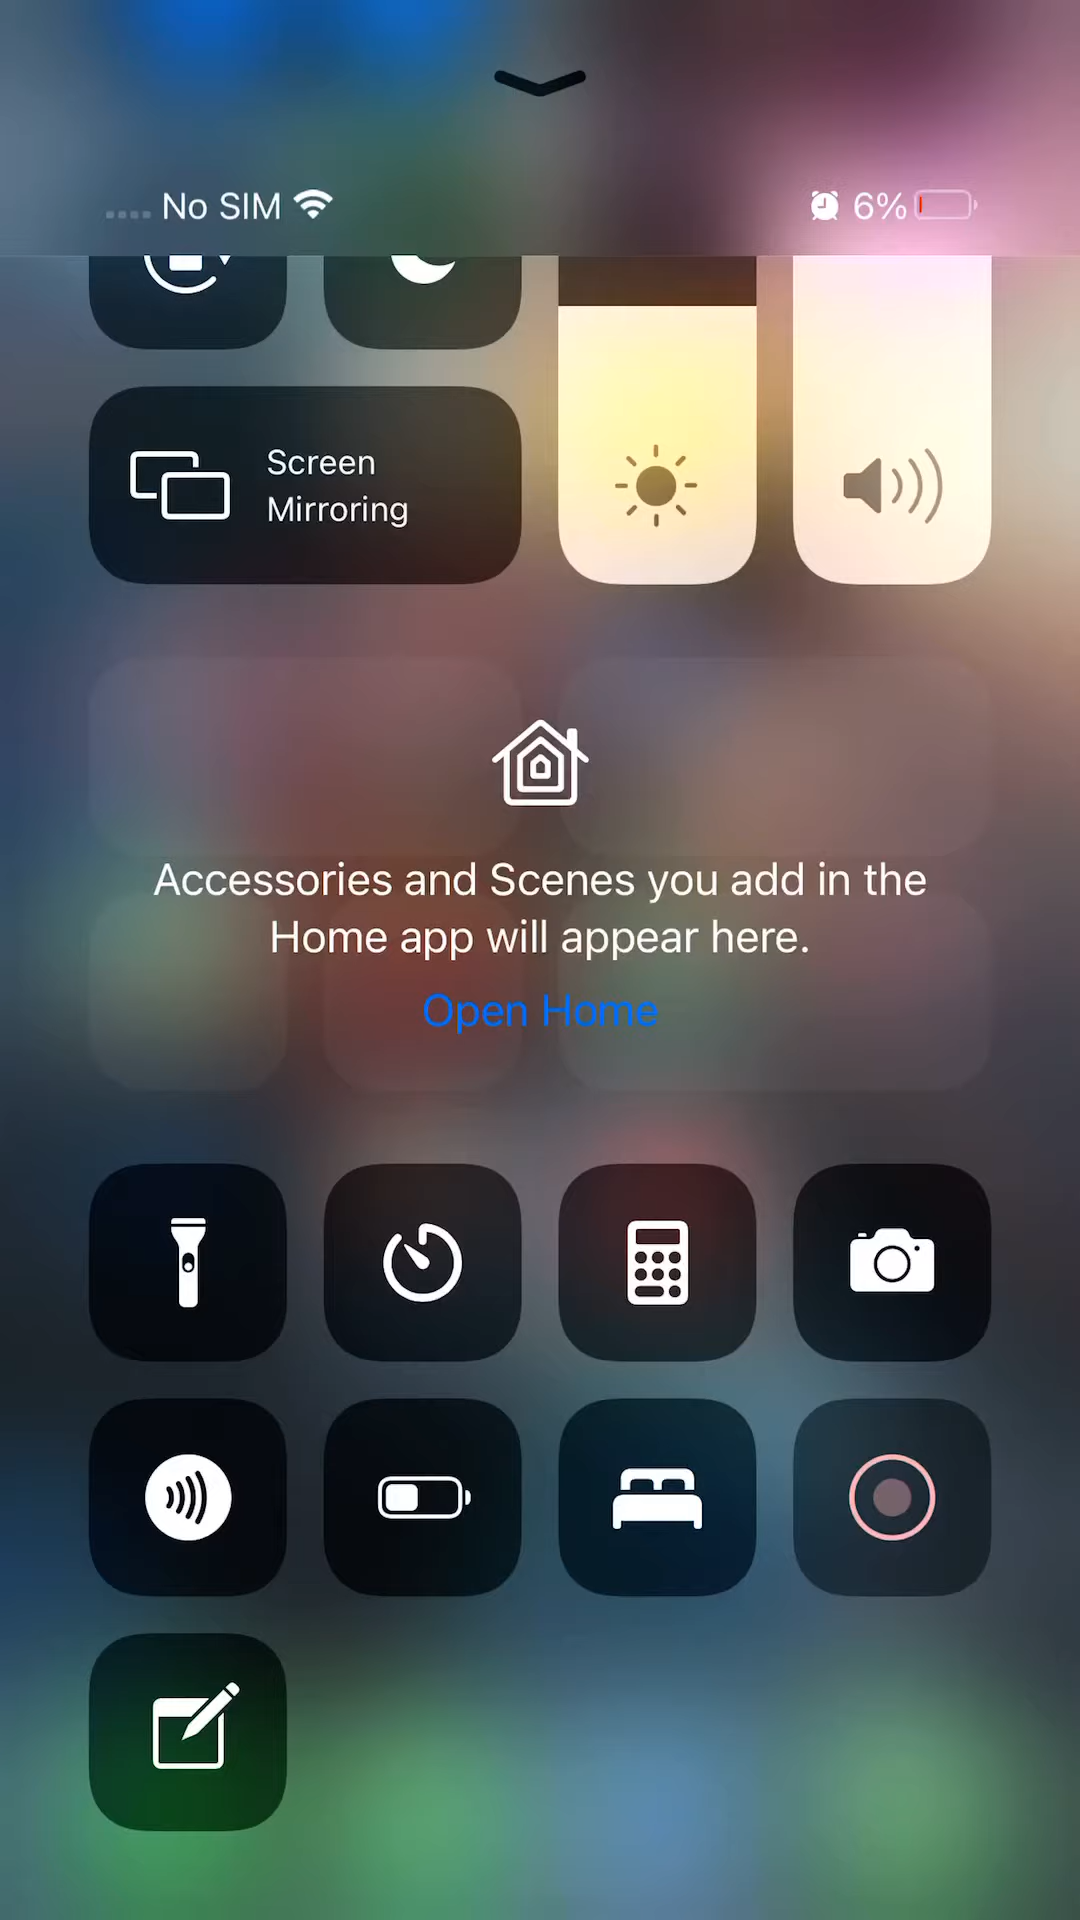 No SIM
6%
Screen
Mirroring
Accessories and Scenes you add in the
Home app will appear here.
Open Home